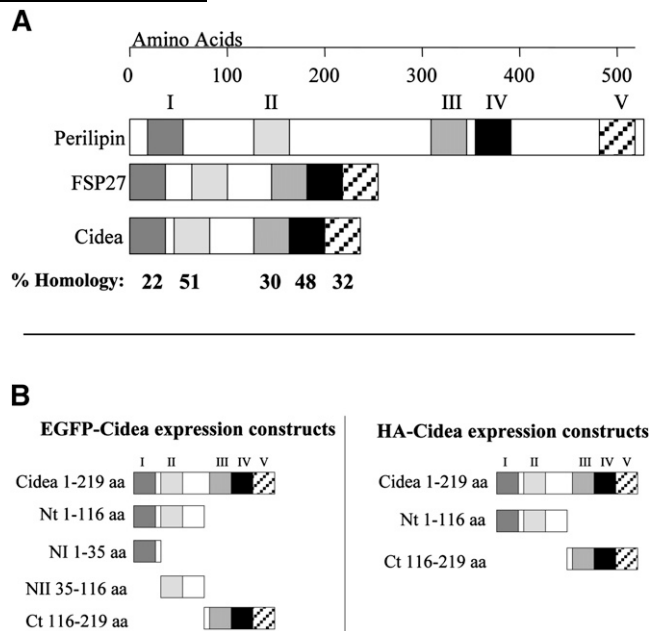 A
Amino Acids
0 100 200 300 400 500
I II III IV V
Perilipin
FSP27
Cidea
% Homology: 22 51 30 48 32
B
EGFP-Cidea expression constructs
I II III IV V
Cidea 1-219 aa
Nt 1-116 aa
NI 1-35 aa
NII 35-116 aa
Ct 116-219 aa
HA-Cidea expression constructs
I II III IV V
Cidea 1-219 aa
Nt 1-116 aa
Ct 116-219 aa